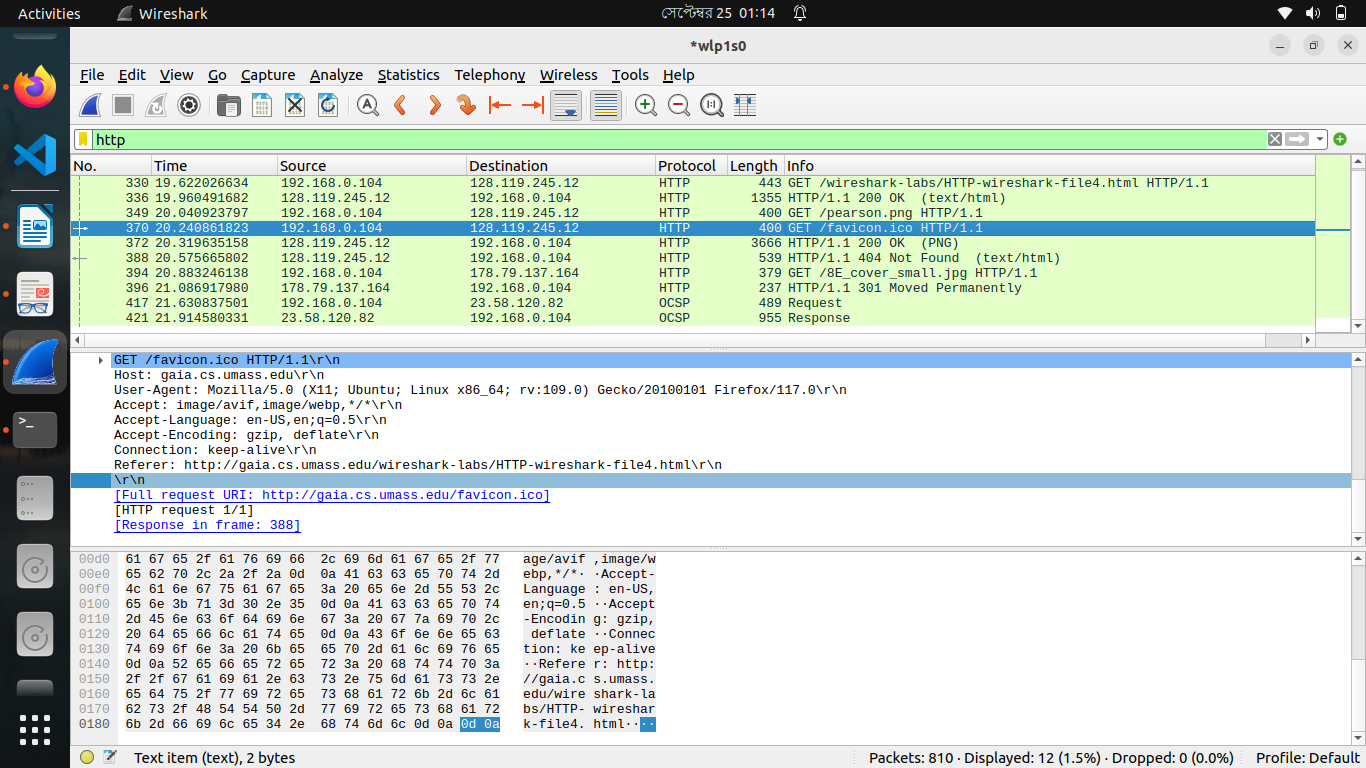 Activities Wireshark সেপ্টেম্বর 25 01:14
*wlp1s0
File Edit View Go Capture Analyze Statistics Telephony Wireless Tools Help
http
No. Time Source Destination Protocol Length Info
330 19.622026634 192.168.0.104 128.119.245.12 HTTP 443 GET /wireshark-labs/HTTP-wireshark-file4.html HTTP/1.1
336 19.960491682 128.119.245.12 192.168.0.104 HTTP 1355 HTTP/1.1 200 OK (text/html)
349 20.040923797 192.168.0.104 128.119.245.12 HTTP 400 GET /pearson.png HTTP/1.1
370 20.240861823 192.168.0.104 128.119.245.12 HTTP 400 GET /favicon.ico HTTP/1.1
372 20.319635158 128.119.245.12 192.168.0.104 HTTP 3666 HTTP/1.1 200 OK (PNG)
388 20.575665802 128.119.245.12 192.168.0.104 HTTP 539 HTTP/1.1 404 Not Found (text/html)
394 20.883246138 192.168.0.104 178.79.137.164 HTTP 379 GET /8E_cover_small.jpg HTTP/1.1
396 21.086917980 178.79.137.164 192.168.0.104 HTTP 237 HTTP/1.1 301 Moved Permanently
417 21.630837501 192.168.0.104 23.58.120.82 OCSP 489 Request
421 21.914580331 23.58.120.82 192.168.0.104 OCSP 955 Response
GET /favicon.ico HTTP/1.1\r\n
Host: gaia.cs.umass.edu\r\n
User-Agent: Mozilla/5.0 (X11; Ubuntu; Linux x86_64; rv:109.0) Gecko/20100101 Firefox/117.0\r\n
Accept: image/avif,image/webp,*/*\r\n
Accept-Language: en-US,en;q=0.5\r\n
Accept-Encoding: gzip, deflate\r\n
Connection: keep-alive\r\n
Referer: http://gaia.cs.umass.edu/wireshark-labs/HTTP-wireshark-file4.html\r\n
\r\n
[Full request URI: http://gaia.cs.umass.edu/favicon.ico]
[HTTP request 1/1]
[Response in frame: 388]
00d0 61 67 65 2f 61 76 69 66 2c 69 6d 61 67 65 2f 77 age/avif ,image/w
00e0 65 62 70 2c 2a 2f 2a 0d 0a 41 63 63 65 70 74 2d ebp,*/*· ·Accept-
00f0 4c 61 6e 67 75 61 67 65 3a 20 65 6e 2d 55 53 2c Language : en-US,
0100 65 6e 3b 71 3d 30 2e 35 0d 0a 41 63 63 65 70 74 en;q=0.5 ··Accept
0110 2d 45 6e 63 6f 64 69 6e 67 3a 20 67 7a 69 70 2c -Encodin g: gzip,
0120 20 64 65 66 6c 61 74 65 0d 0a 43 6f 6e 6e 65 63 deflate ··Connec
0130 74 69 6f 6e 3a 20 6b 65 65 70 2d 61 6c 69 76 65 tion: ke ep-alive
0140 0d 0a 52 65 66 65 72 65 72 3a 20 68 74 74 70 3a ··Refere r: http:
0150 2f 2f 67 61 69 61 2e 63 73 2e 75 6d 61 73 73 2e //gaia.c s.umass.
0160 65 64 75 2f 77 69 72 65 73 68 61 72 6b 2d 6c 61 edu/wire shark-la
0170 62 73 2f 48 54 54 50 2d 77 69 72 65 73 68 61 72 bs/HTTP- wireshar
0180 6b 2d 66 69 6c 65 34 2e 68 74 6d 6c 0d 0a 0d 0a k-file4. html····
Text item (text), 2 bytes Packets: 810 · Displayed: 12 (1.5%) · Dropped: 0 (0.0%) Profile: Default